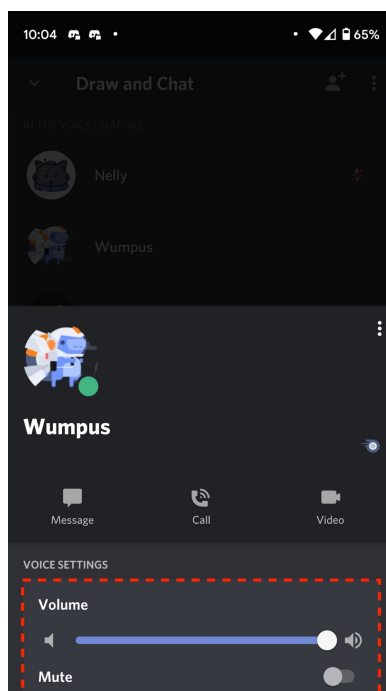 10:04
65%
Draw and Chat
IN THE VOICE CHANNEL
Nelly
Wumpus
Wumpus
Message
Call
Video
VOICE SETTINGS
Volume
Mute